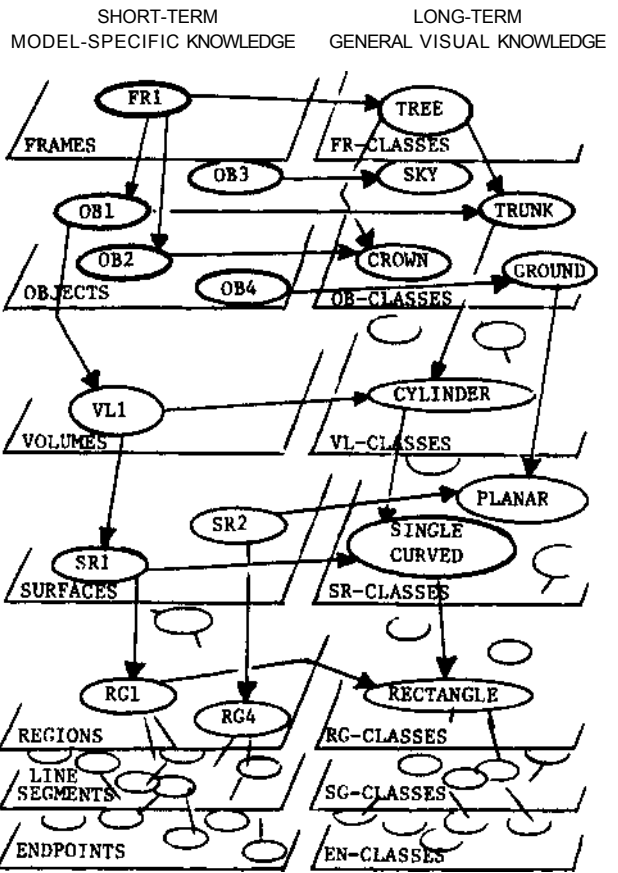 SHORT-TERM
MODEL-SPECIFIC KNOWLEDGE
LONG-TERM
GENERAL VISUAL KNOWLEDGE
FR1
TREE
FRAMES
FR-CLASSES
OB3
SKY
OB1
TRUNK
OB2
CROWN
GROUND
OB4
OBJECTS
OB-CLASSES
CYLINDER
VL1
VOLUMES
VL-CLASSES
PLANAR
SR2
SINGLE
CURVED
SR1
SURFACES
SR-CLASSES
RG1
RECTANGLE
RG4
REGIONS
RG-CLASSES
LINE
SEGMENTS
SG-CLASSES
ENDPOINTS
EN-CLASSES